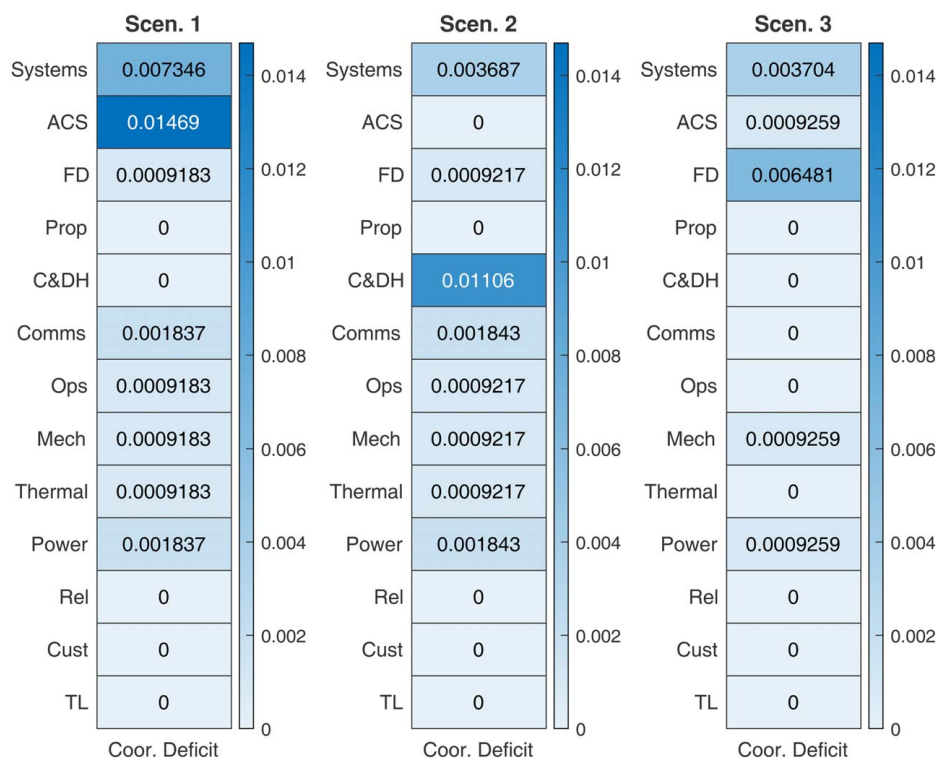 Scen. 1
Systems 0.007346
ACS 0.01469
FD 0.0009183
Prop 0
C&DH 0
Comms 0.001837
Ops 0.0009183
Mech 0.0009183
Thermal 0.0009183
Power 0.001837
Rel 0
Cust 0
TL 0
Coor. Deficit
0.014
0.012
0.01
0.008
0.006
0.004
0.002
0
Scen. 2
Systems 0.003687
ACS 0
FD 0.0009217
Prop 0
C&DH 0.01106
Comms 0.001843
Ops 0.0009217
Mech 0.0009217
Thermal 0.0009217
Power 0.001843
Rel 0
Cust 0
TL 0
Coor. Deficit
0.014
0.012
0.01
0.008
0.006
0.004
0.002
0
Scen. 3
Systems 0.003704
ACS 0.0009259
FD 0.006481
Prop 0
C&DH 0
Comms 0
Ops 0
Mech 0.0009259
Thermal 0
Power 0.0009259
Rel 0
Cust 0
TL 0
Coor. Deficit
0.014
0.012
0.01
0.008
0.006
0.004
0.002
0